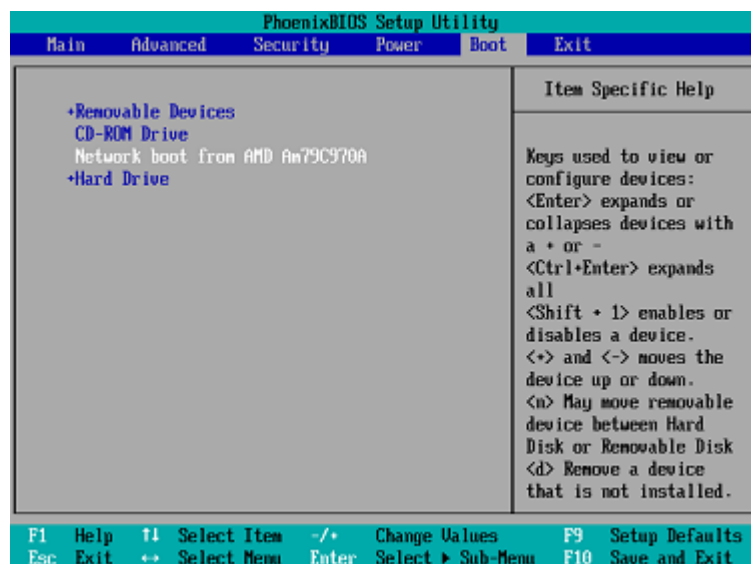 PhoenixBIOS Setup Utility
Main Advanced Security Power Boot Exit
+Removable Devices
CD-ROM Drive
Network boot from AMD Am79C970A
+Hard Drive
Item Specific Help
Keys used to view or
configure devices:
<Enter> expands or
collapses devices with
a + or -
<Ctrl+Enter> expands
all
<Shift + 1> enables or
disables a device.
<+> and <-> moves the
device up or down.
<n> May move removable
device between Hard
Disk or Removable Disk
<d> Remove a device
that is not installed.
F1 Help ↑↓ Select Item -/+ Change Values F9 Setup Defaults
Esc Exit ↔ Select Menu Enter Select ▶ Sub-Menu F10 Save and Exit